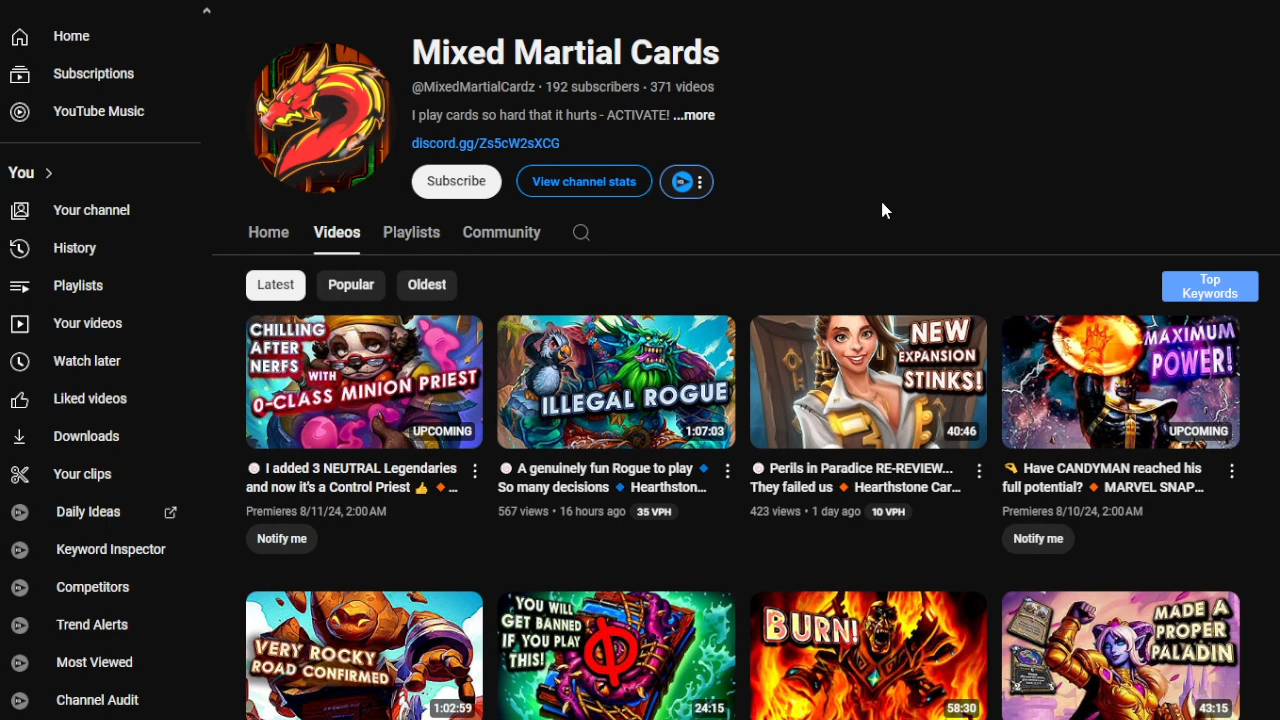 Home
Subscriptions
YouTube Music
You
Your channel
History
Playlists
Your videos
Watch later
Liked videos
Downloads
Your clips
Daily Ideas
Keyword Inspector
Competitors
Trend Alerts
Most Viewed
Channel Audit
Mixed Martial Cards
@MixedMartialCardz · 192 subscribers · 371 videos
I play cards so hard that it hurts - ACTIVATE! ...more
discord.gg/Zs5cW2sXCG
Subscribe
View channel stats
Home
Videos
Playlists
Community
Latest
Popular
Oldest
Top
Keywords
CHILLING
AFTER
NERFS
WITH
0-CLASS MINION PRIEST
UPCOMING
I added 3 NEUTRAL Legendaries
and now it's a Control Priest 👍 🔸...
Premieres 8/11/24, 2:00 AM
Notify me
ILLEGAL ROGUE
1:07:03
A genuinely fun Rogue to play 🔹
So many decisions 🔹 Hearthston...
567 views · 16 hours ago 35 VPH
NEW
EXPANSION
STINKS!
40:46
Perils in Paradice RE-REVIEW...
They failed us 🔸 Hearthstone Car...
423 views · 1 day ago 10 VPH
MAXIMUM
POWER!
UPCOMING
Have CANDYMAN reached his
full potential? 🔸 MARVEL SNAP...
Premieres 8/10/24, 2:00 AM
Notify me
VERY ROCKY
ROAD CONFIRMED
1:02:59
YOU WILL
GET BANNED
IF YOU PLAY
THIS!
24:15
BURN!
58:30
MADE A
PROPER
PALADIN
43:15